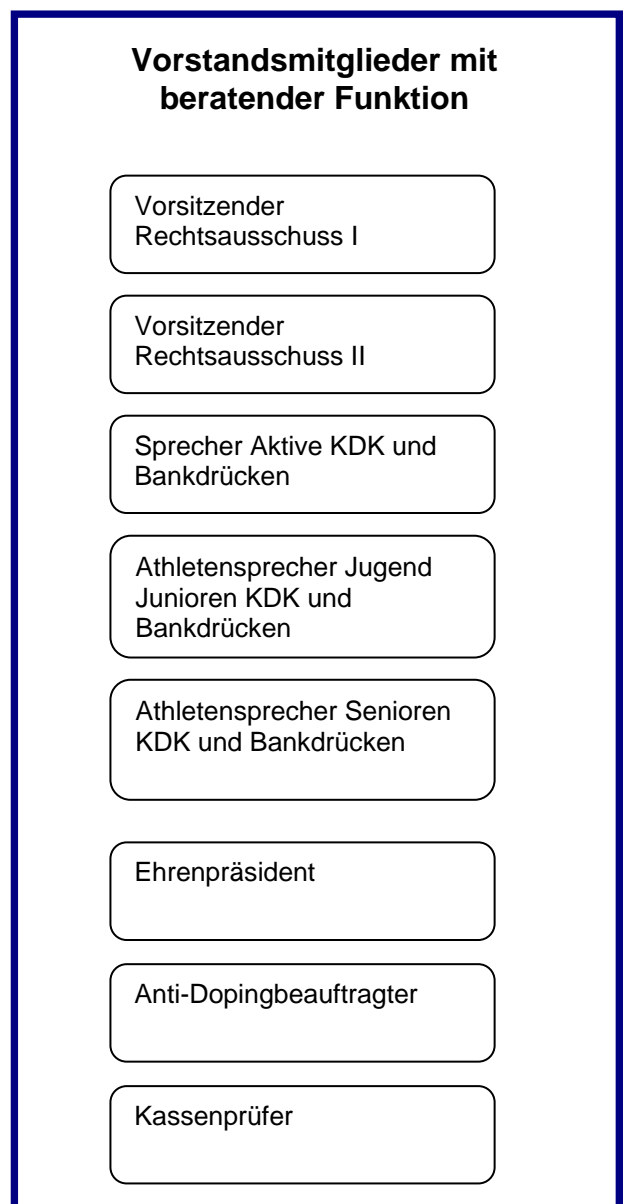 Vorstandsmitglieder mit
beratender Funktion
Vorsitzender
Rechtsausschuss I
Vorsitzender
Rechtsausschuss II
Sprecher Aktive KDK und
Bankdrücken
Athletensprecher Jugend
Junioren KDK und
Bankdrücken
Athletensprecher Senioren
KDK und Bankdrücken
Ehrenpräsident
Anti-Dopingbeauftragter
Kassenprüfer